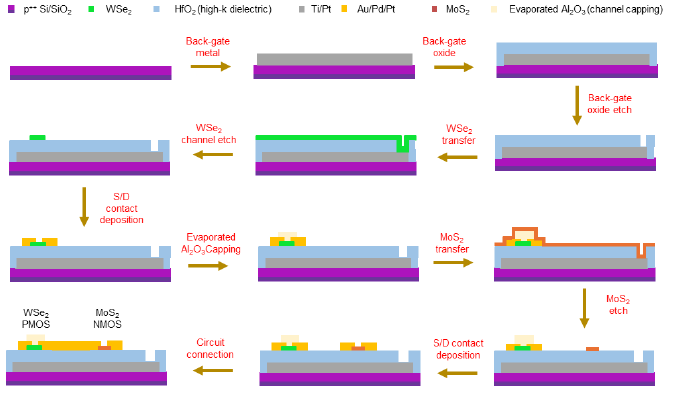 p⁺⁺ Si/SiO₂ WSe₂ HfO₂ (high-k dielectric) Ti/Pt Au/Pd/Pt MoS₂ Evaporated Al₂O₃ (channel capping)
Back-gate
metal
Back-gate
oxide
Back-gate
oxide etch
WSe₂
transfer
WSe₂
channel etch
S/D
contact
deposition
Evaporated
Al₂O₃Capping
MoS₂
transfer
MoS₂
etch
S/D contact
deposition
Circuit
connection
WSe₂
PMOS
MoS₂
NMOS